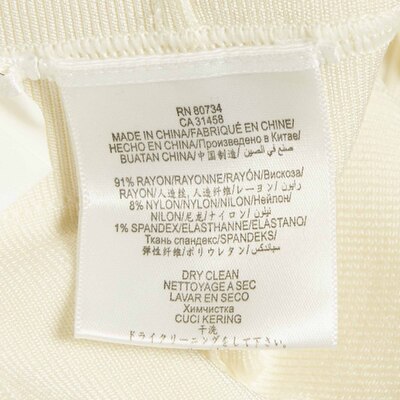 RN 80734
CA 31458
MADE IN CHINA/FABRIQUÉ EN CHINE/
HECHO EN CHINA/Произведено в Китае/
BUATAN CHINA/中国制造/ صنع في الصين
91% RAYON/RAYONNE/RAYÓN/Вискоза/
RAYON/人造丝, 人造纤维/レーヨン/ رايون/
8% NYLON/NYLON/NILON/Нейлон/
NILON/尼龙/ナイロン/ نيلون/
1% SPANDEX/ELASTHANNE/ELASTANO/
Ткань спандекс/SPANDEKS/
弹性纤维/ポリウレタン/ سباندكس
DRY CLEAN
NETTOYAGE A SEC
LAVAR EN SECO
Химчистка
CUCI KERING
干洗
ドライクリーニングをして下さい。